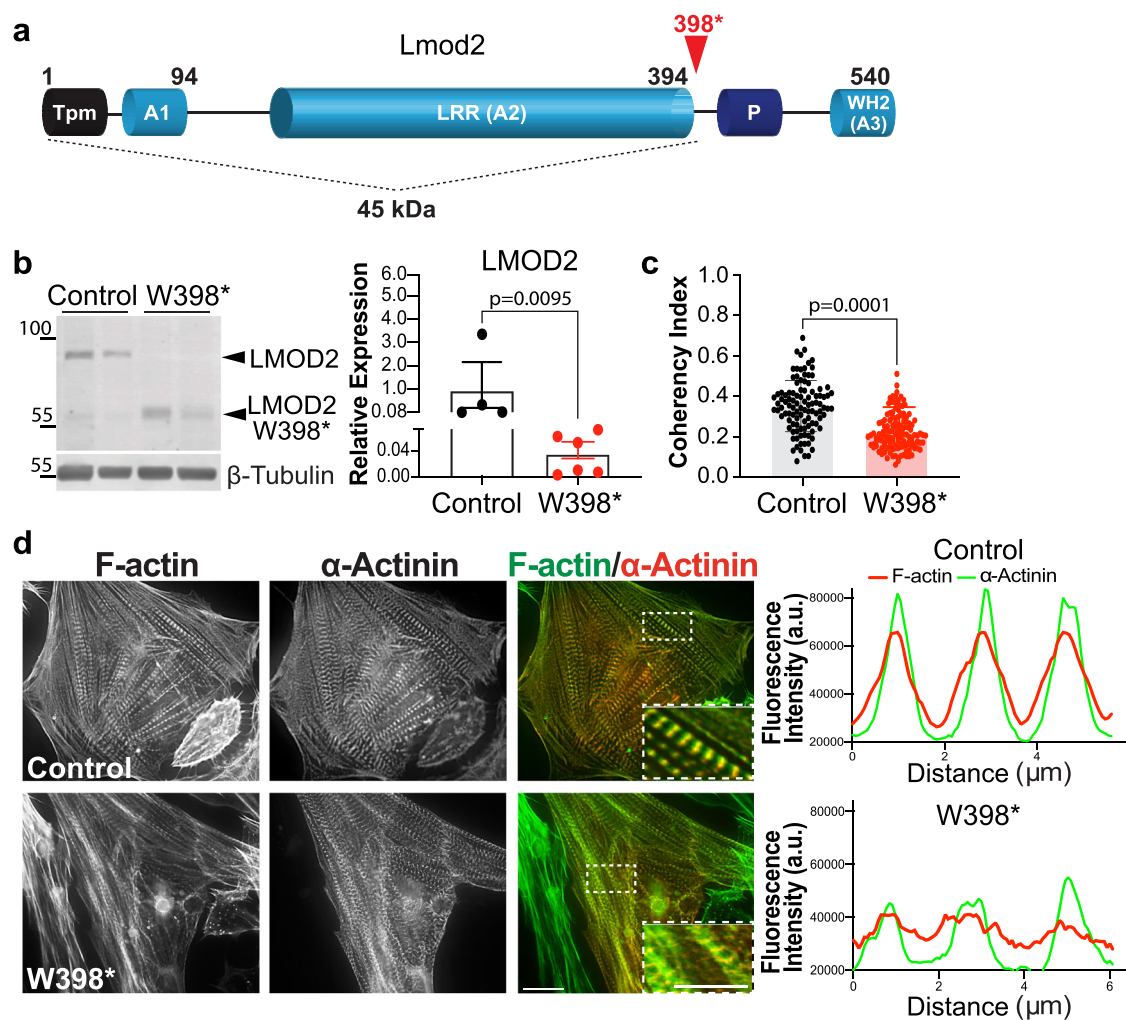 a
Lmod2
398*
1
94
394
540
Tpm
A1
LRR (A2)
P
WH2
(A3)
45 kDa
b
Control W398*
100
LMOD2
55
LMOD2
W398*
55
β-Tubulin
LMOD2
p=0.0095
Relative Expression
6.0
5.0
4.0
3.0
2.0
1.0
0.08
0.04
0.00
Control W398*
c
Coherency Index
1.0
0.8
0.6
0.4
0.2
0.0
p=0.0001
Control W398*
d
F-actin
α-Actinin
F-actin/α-Actinin
Control
W398*
Control
F-actin α-Actinin
Fluorescence
Intensity (a.u.)
80000
60000
40000
20000
0 2 4
Distance (μm)
W398*
Fluorescence
Intensity (a.u.)
80000
60000
40000
20000
0 2 4 6
Distance (μm)